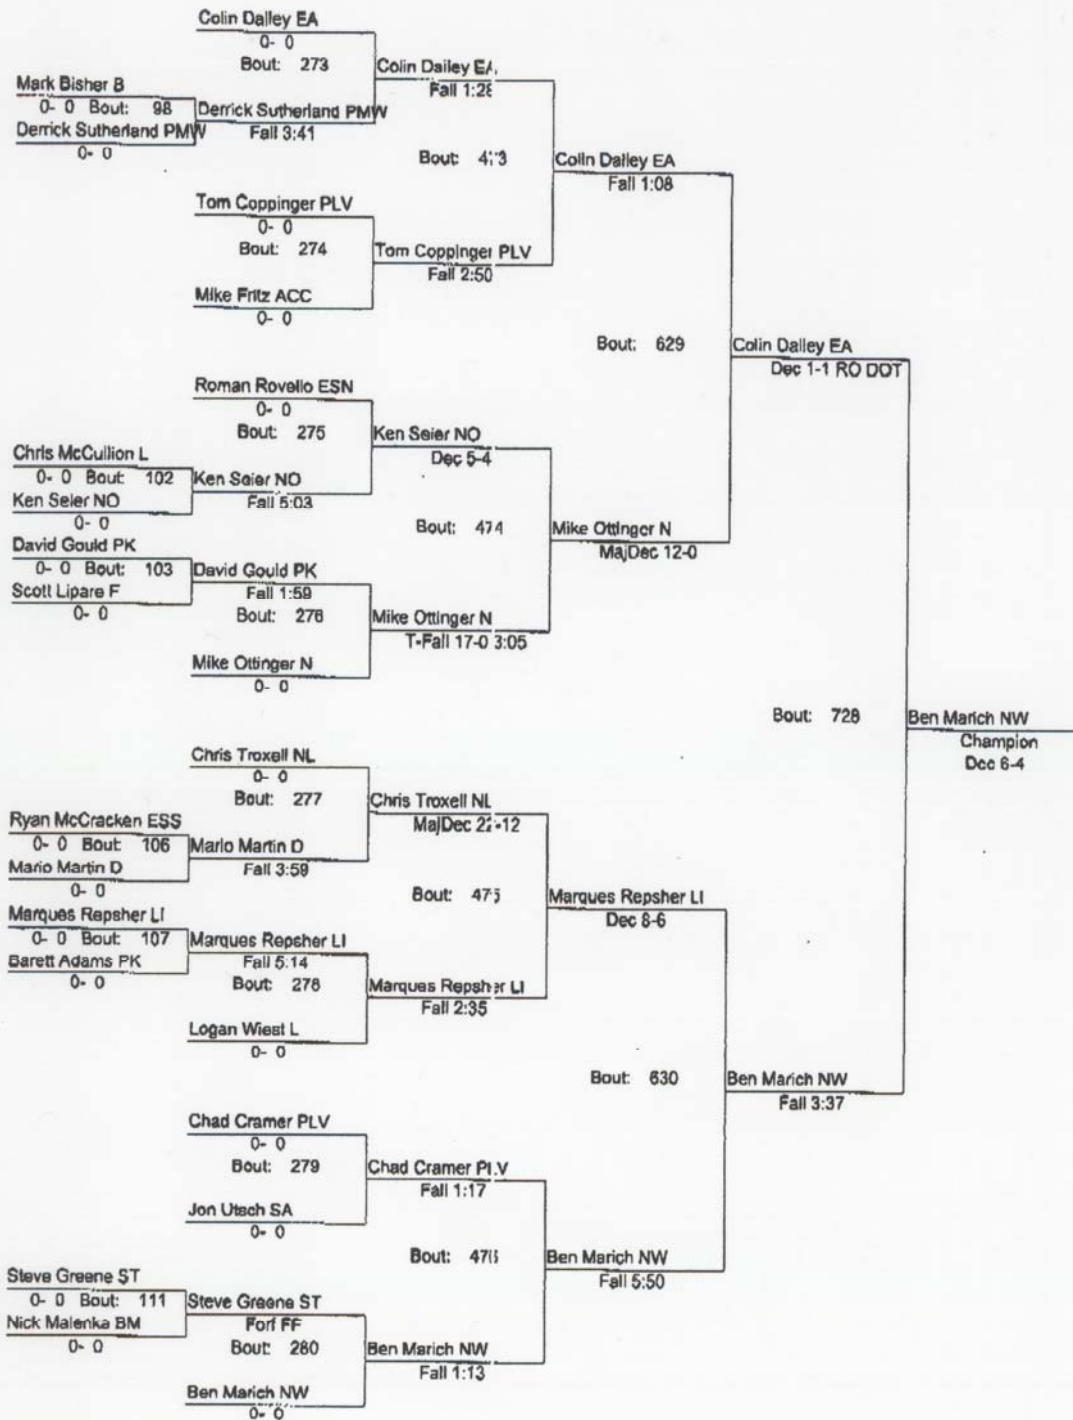 Colin Dalley EA
0- 0
Bout: 273
Colin Dailey EA
Fall 1:28
Mark Bisher B
0- 0 Bout: 98
Derrick Sutherland PMW
Fall 3:41
Derrick Sutherland PMW
0- 0
Bout: 473
Colin Dalley EA
Fall 1:08
Tom Coppinger PLV
0- 0
Bout: 274
Tom Coppinger PLV
Fall 2:50
Mike Fritz ACC
0- 0
Bout: 629
Colin Dalley EA
Dec 1-1 RO DOT
Roman Rovello ESN
0- 0
Bout: 275
Ken Seier NO
Dec 5-4
Chris McCullion L
0- 0 Bout: 102
Ken Seier NO
Fall 5:03
Ken Seler NO
0- 0
Bout: 474
Mike Ottinger N
MajDec 12-0
David Gould PK
0- 0 Bout: 103
David Gould PK
Fall 1:59
Scott Lipare F
0- 0
Bout: 276
Mike Ottinger N
T-Fall 17-0 3:05
Mike Ottinger N
0- 0
Bout: 728
Ben Marich NW
Champion
Dec 6-4
Chris Troxell NL
0- 0
Bout: 277
Chris Troxell NL
MajDec 22-12
Ryan McCracken ESS
0- 0 Bout: 106
Mario Martin D
Fall 3:59
Mario Martin D
0- 0
Bout: 475
Marques Repsher LI
Dec 8-6
Marques Repsher LI
0- 0 Bout: 107
Marques Repsher LI
Fall 5:14
Barett Adams PK
0- 0
Bout: 278
Marques Repsher LI
Fall 2:35
Logan Wiest L
0- 0
Bout: 630
Ben Marich NW
Fall 3:37
Chad Cramer PLV
0- 0
Bout: 279
Chad Cramer PLV
Fall 1:17
Jon Utsch SA
0- 0
Bout: 476
Ben Marich NW
Fall 5:50
Steve Greene ST
0- 0 Bout: 111
Steve Greene ST
Forf FF
Nick Malenka BM
0- 0
Bout: 280
Ben Marich NW
Fall 1:13
Ben Marich NW
0- 0